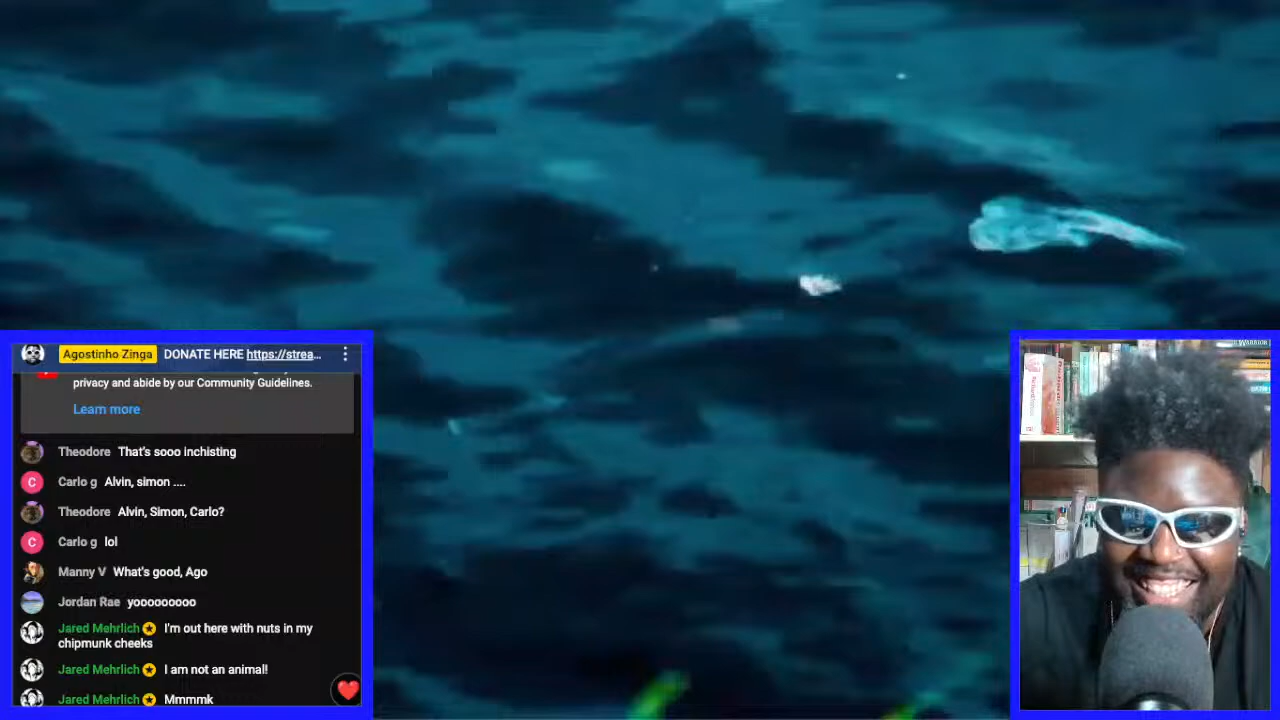 Agostinho Zinga DONATE HERE https://strea...
privacy and abide by our Community Guidelines.
Learn more
Theodore That's sooo inchisting
C Carlo g Alvin, simon ....
Theodore Alvin, Simon, Carlo?
C Carlo g lol
Manny V What's good, Ago
Jordan Rae yooooooooo
Jared Mehrlich I'm out here with nuts in my
chipmunk cheeks
Jared Mehrlich I am not an animal!
Jared Mehrlich Mmmmk